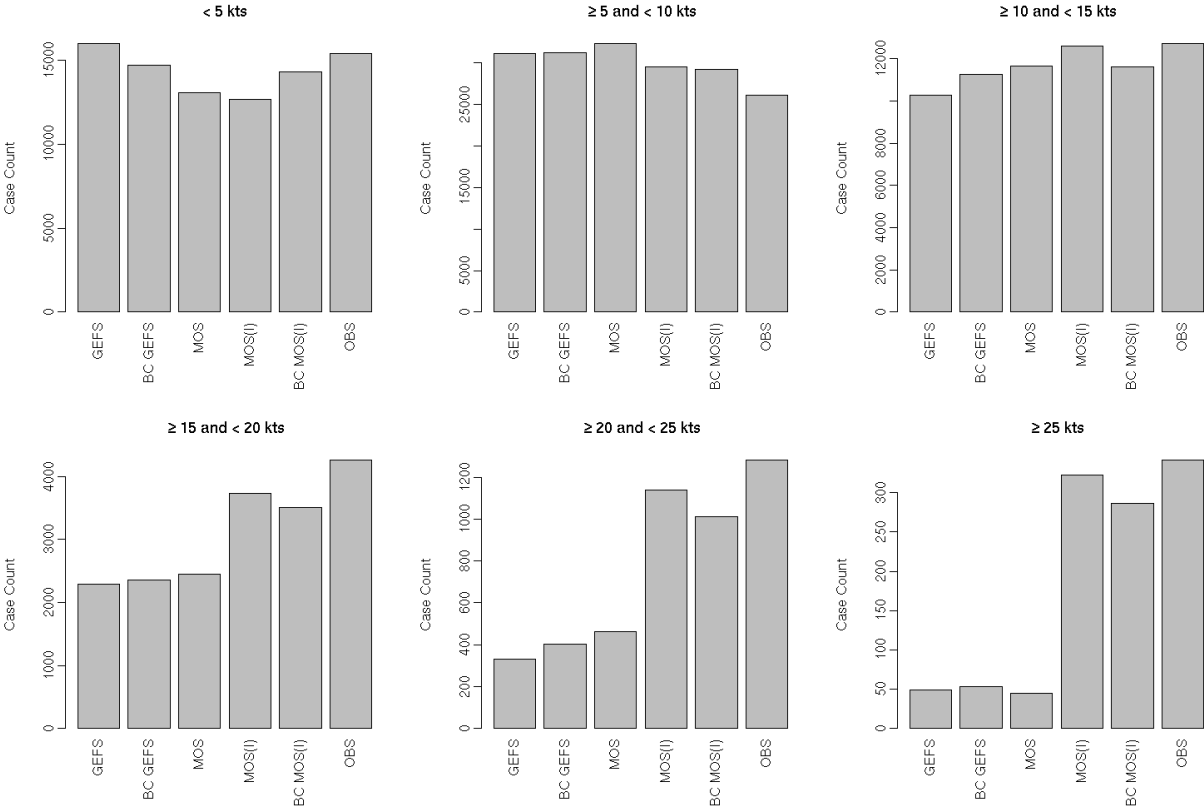 < 5 kts
Case Count
0
5000
10000
15000
GEFS
BC GEFS
MOS
MOS(I)
BC MOS(I)
OBS
≥ 5 and < 10 kts
Case Count
0
5000
15000
25000
GEFS
BC GEFS
MOS
MOS(I)
BC MOS(I)
OBS
≥ 10 and < 15 kts
Case Count
0
2000
4000
6000
8000
12000
GEFS
BC GEFS
MOS
MOS(I)
BC MOS(I)
OBS
≥ 15 and < 20 kts
Case Count
0
1000
2000
3000
4000
GEFS
BC GEFS
MOS
MOS(I)
BC MOS(I)
OBS
≥ 20 and < 25 kts
Case Count
0
200
400
600
800
1000
1200
GEFS
BC GEFS
MOS
MOS(I)
BC MOS(I)
OBS
≥ 25 kts
Case Count
0
50
100
150
200
250
300
GEFS
BC GEFS
MOS
MOS(I)
BC MOS(I)
OBS